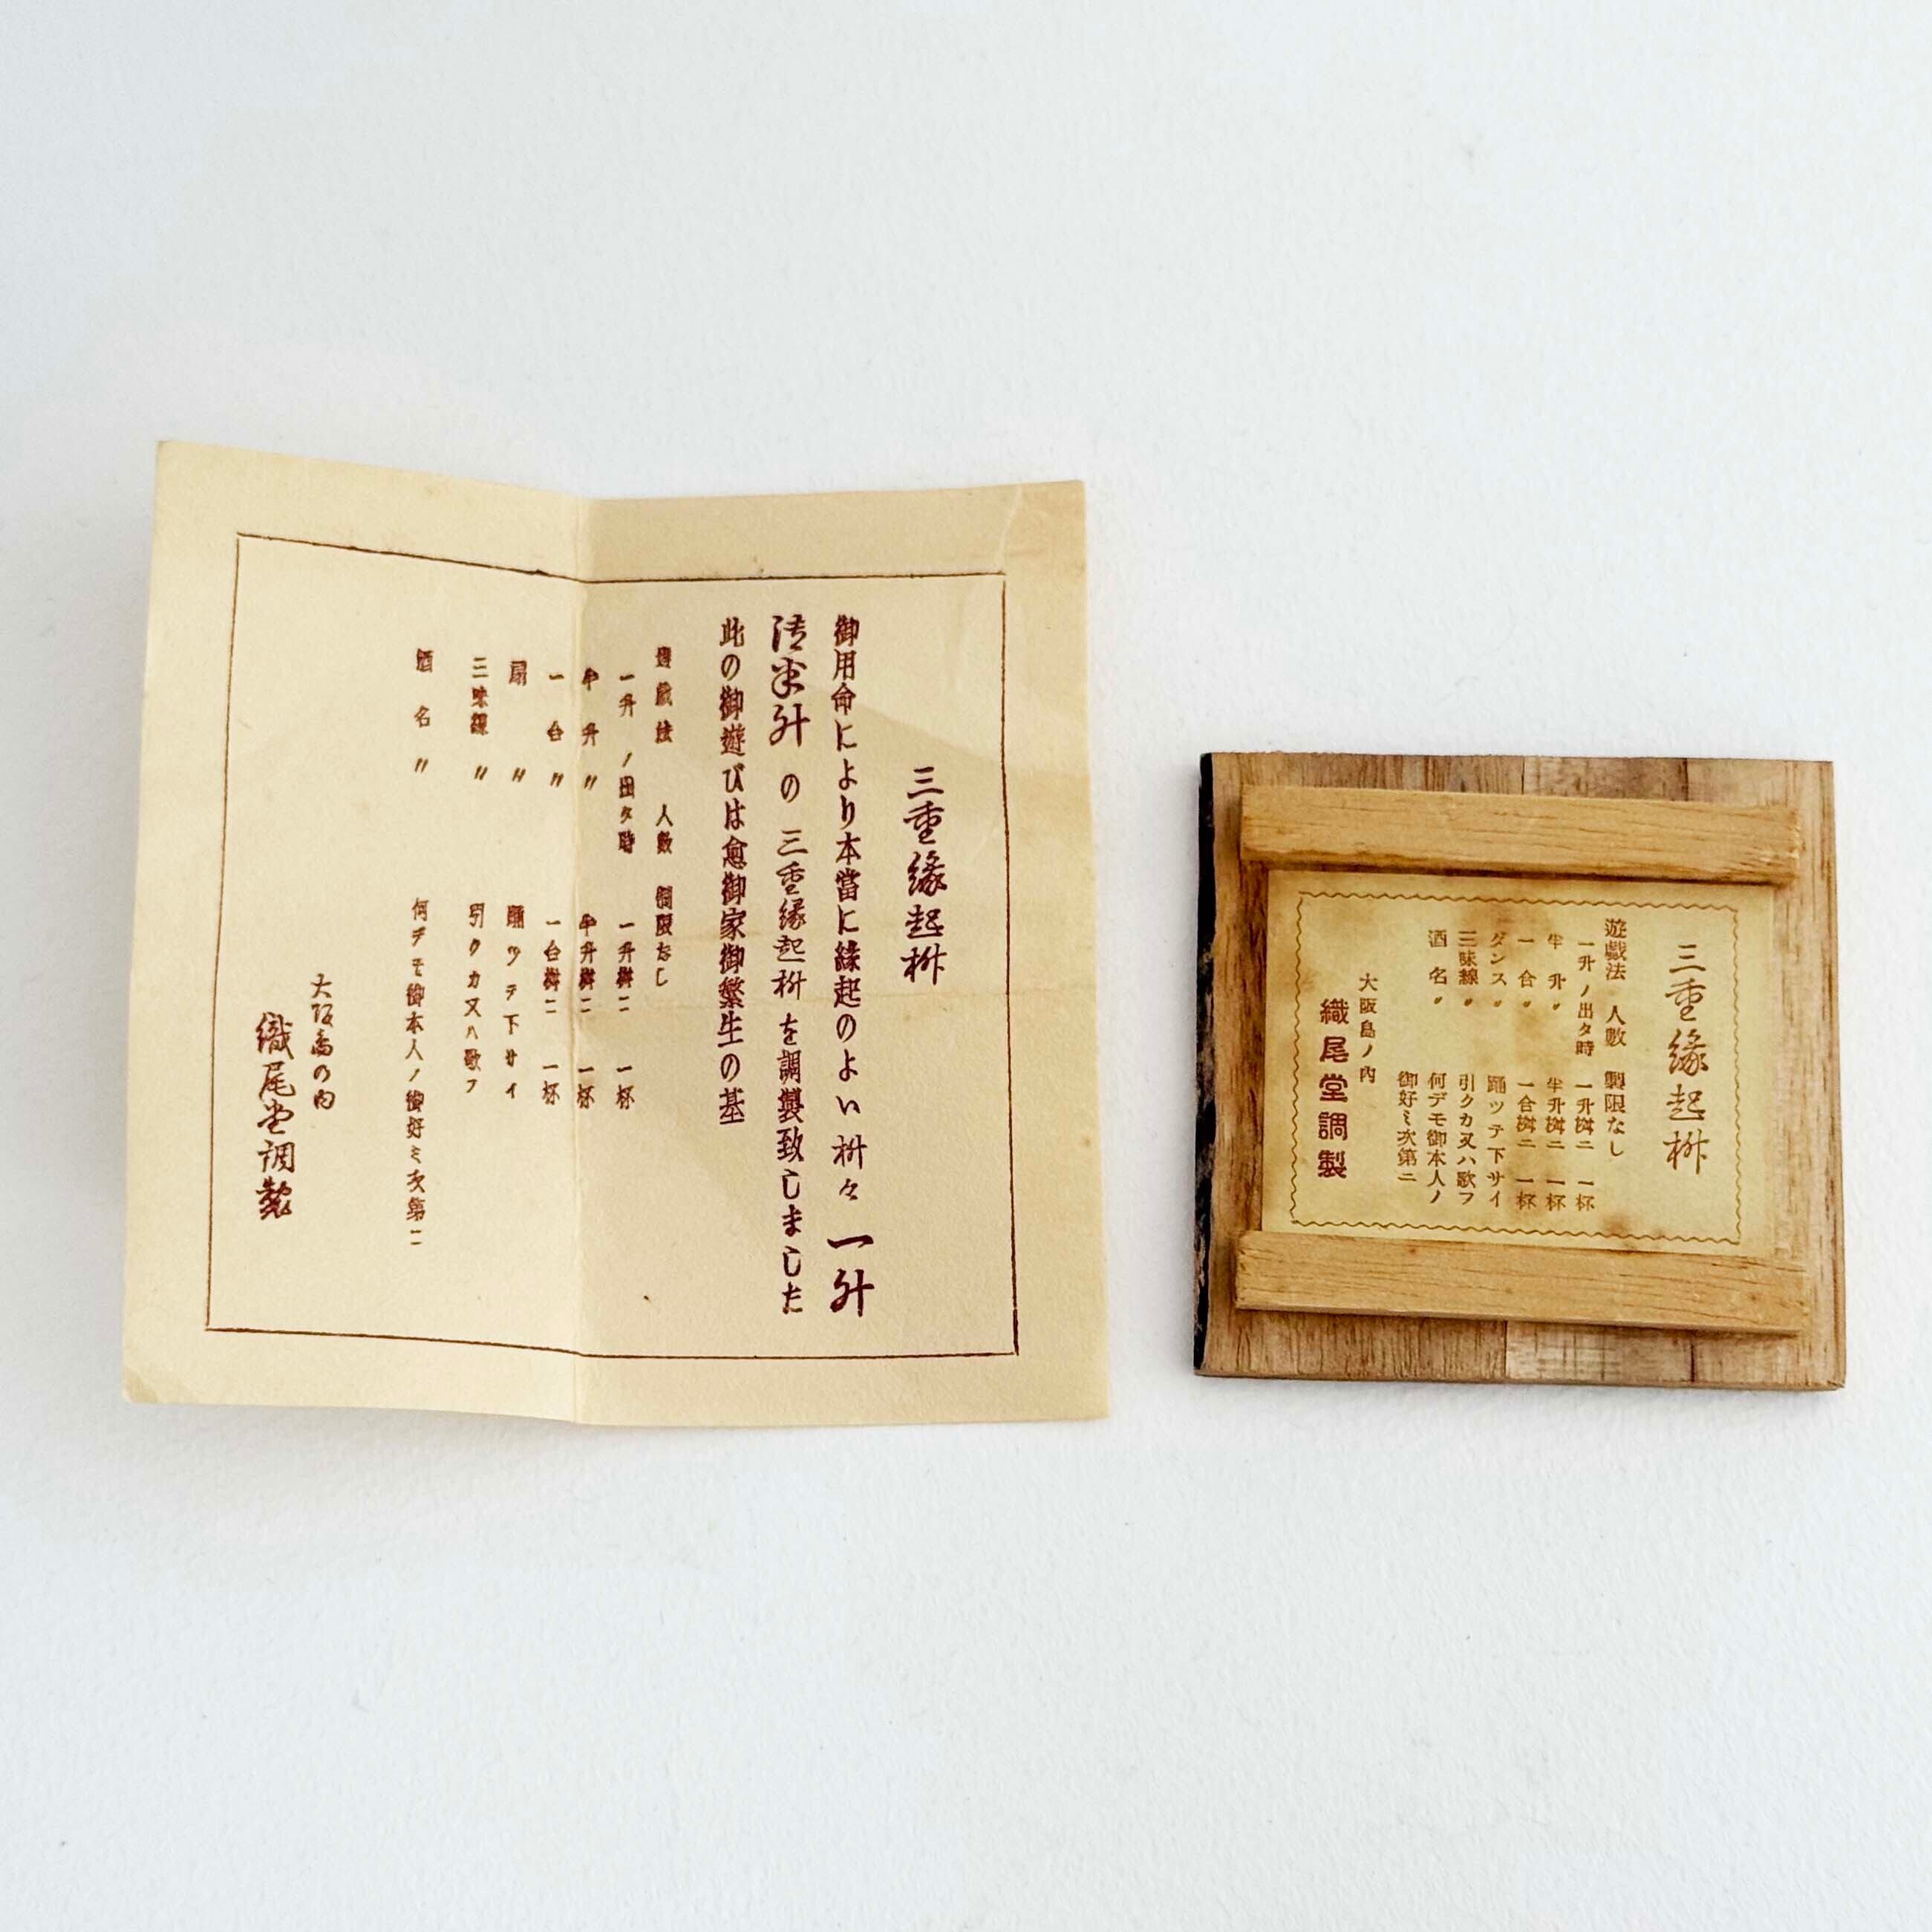 三重縁起桝
御用命により本當に縁起のよい桝々一升
の三重縁起桝を調製致しました
此の御遊びは愈御家御繁生の基
遊戯法 人數 制限なし
一升ノ出タ時 一升桝ニ 一杯
半升〃 半升桝ニ 一杯
一合〃 一合桝ニ 一杯
扇〃 踊ツテ下サイ
三味線〃 引クカ又ハ歌フ
酒名〃 何デモ御本人ノ御好ミ次第ニ
大阪島の内
織尾堂調製
三重縁起桝
遊戯法 人數 製限なし
一升ノ出タ時 一升桝ニ 一杯
半升〃 半升桝ニ 一杯
一合〃 一合桝ニ 一杯
ダンス〃 踊ツテ下サイ
三味線〃 引クカ又ハ歌フ
酒名〃 何デモ御本人ノ
御好ミ次第ニ
大阪島ノ内
織尾堂調製